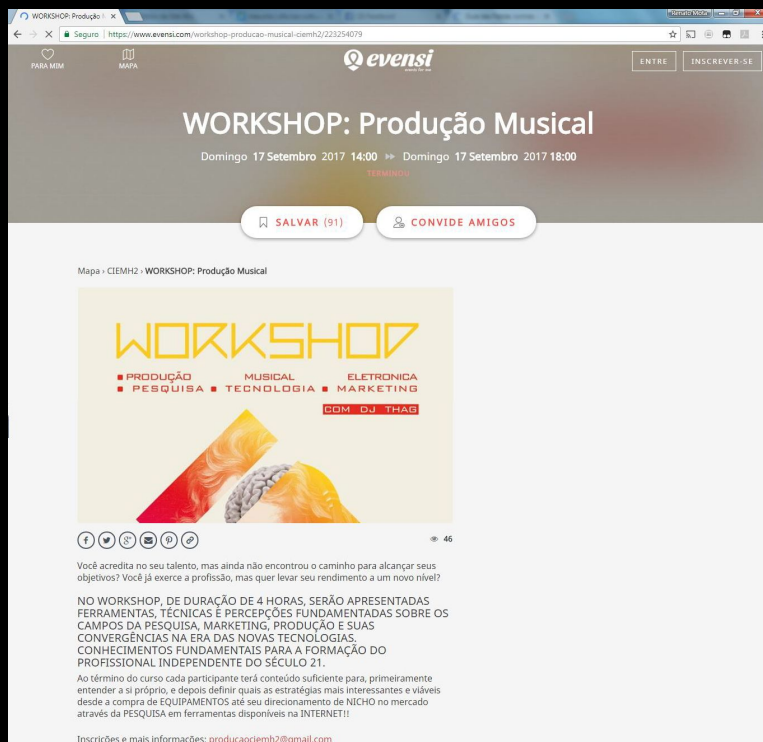 WORKSHOP: Produção
Renato Mota
Seguro | https://www.evensi.com/workshop-producao-musical-ciemh2/223254079
PARA MIM
MAPA
evensi
events for me
ENTRE
INSCREVER-SE
WORKSHOP: Produção Musical
Domingo 17 Setembro 2017 14:00 Domingo 17 Setembro 2017 18:00
TERMINOU
SALVAR (91)
CONVIDE AMIGOS
Mapa › CIEMH2 › WORKSHOP: Produção Musical
WORKSHOP
PRODUÇÃO MUSICAL ELETRONICA
PESQUISA TECNOLOGIA MARKETING
COM DJ THAG
46
Você acredita no seu talento, mas ainda não encontrou o caminho para alcançar seus
objetivos? Você já exerce a profissão, mas quer levar seu rendimento a um novo nível?
NO WORKSHOP, DE DURAÇÃO DE 4 HORAS, SERÃO APRESENTADAS
FERRAMENTAS, TÉCNICAS E PERCEPÇÕES FUNDAMENTADAS SOBRE OS
CAMPOS DA PESQUISA, MARKETING, PRODUÇÃO E SUAS
CONVERGÊNCIAS NA ERA DAS NOVAS TECNOLOGIAS.
CONHECIMENTOS FUNDAMENTAIS PARA A FORMAÇÃO DO
PROFISSIONAL INDEPENDENTE DO SÉCULO 21.
Ao término do curso cada participante terá conteúdo suficiente para, primeiramente
entender a si próprio, e depois definir quais as estratégias mais interessantes e viáveis
desde a compra de EQUIPAMENTOS até seu direcionamento de NICHO no mercado
através da PESQUISA em ferramentas disponíveis na INTERNET!!
Inscrições e mais informações: producaociemh2@gmail.com